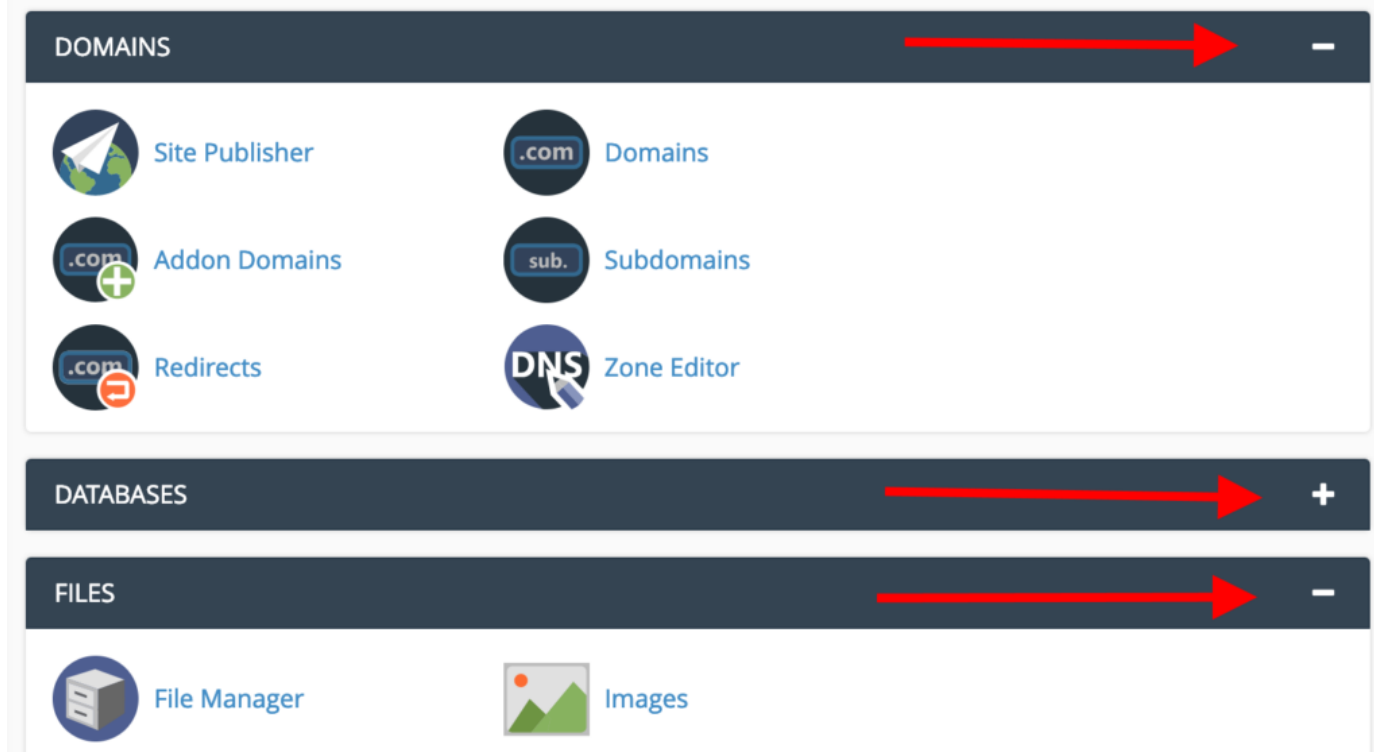 DOMAINS
Site Publisher
.com Domains
.com Addon Domains
sub. Subdomains
.com Redirects
DNS Zone Editor
DATABASES
FILES
File Manager
Images